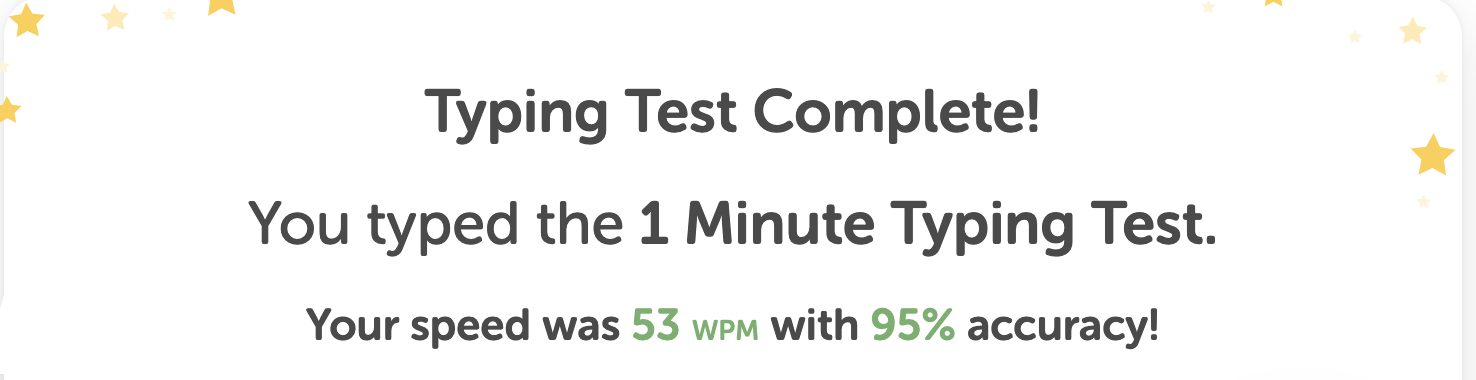 Typing Test Complete!
You typed the 1 Minute Typing Test.
Your speed was 53 WPM with 95% accuracy!